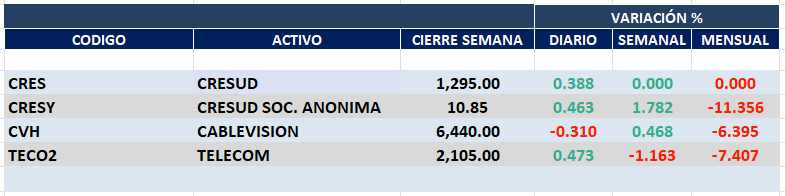 VARIACIÓN %
CODIGO ACTIVO CIERRE SEMANA DIARIO SEMANAL MENSUAL
CRES CRESUD 1,295.00 0.388 0.000 0.000
CRESY CRESUD SOC. ANONIMA 10.85 0.463 1.782 -11.356
CVH CABLEVISION 6,440.00 -0.310 0.468 -6.395
TECO2 TELECOM 2,105.00 0.473 -1.163 -7.407